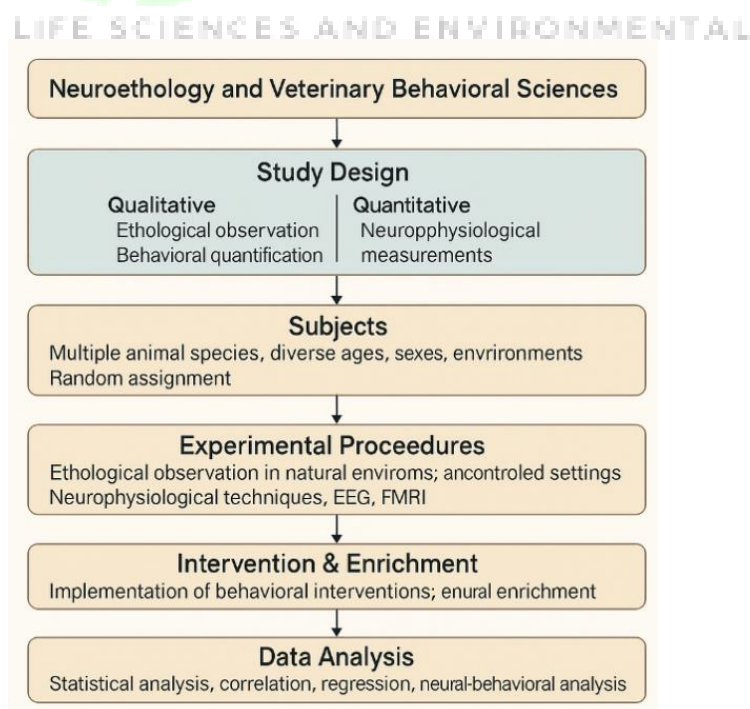 LIFE SCIENCES AND ENVIRONMENTAL
Neuroethology and Veterinary Behavioral Sciences
Study Design
Qualitative
Ethological observation
Behavioral quantification
Quantitative
Neuropphysiological
measurements
Subjects
Multiple animal species, diverse ages, sexes, envrironments
Random assignment
Experimental Proceedures
Ethological observation in natural enviroms; ancontroled settings
Neurophysiological techniques, EEG, FMRI
Intervention & Enrichment
Implementation of behavioral interventions; enural enrichment
Data Analysis
Statistical analysis, correlation, regression, neural-behavioral analysis